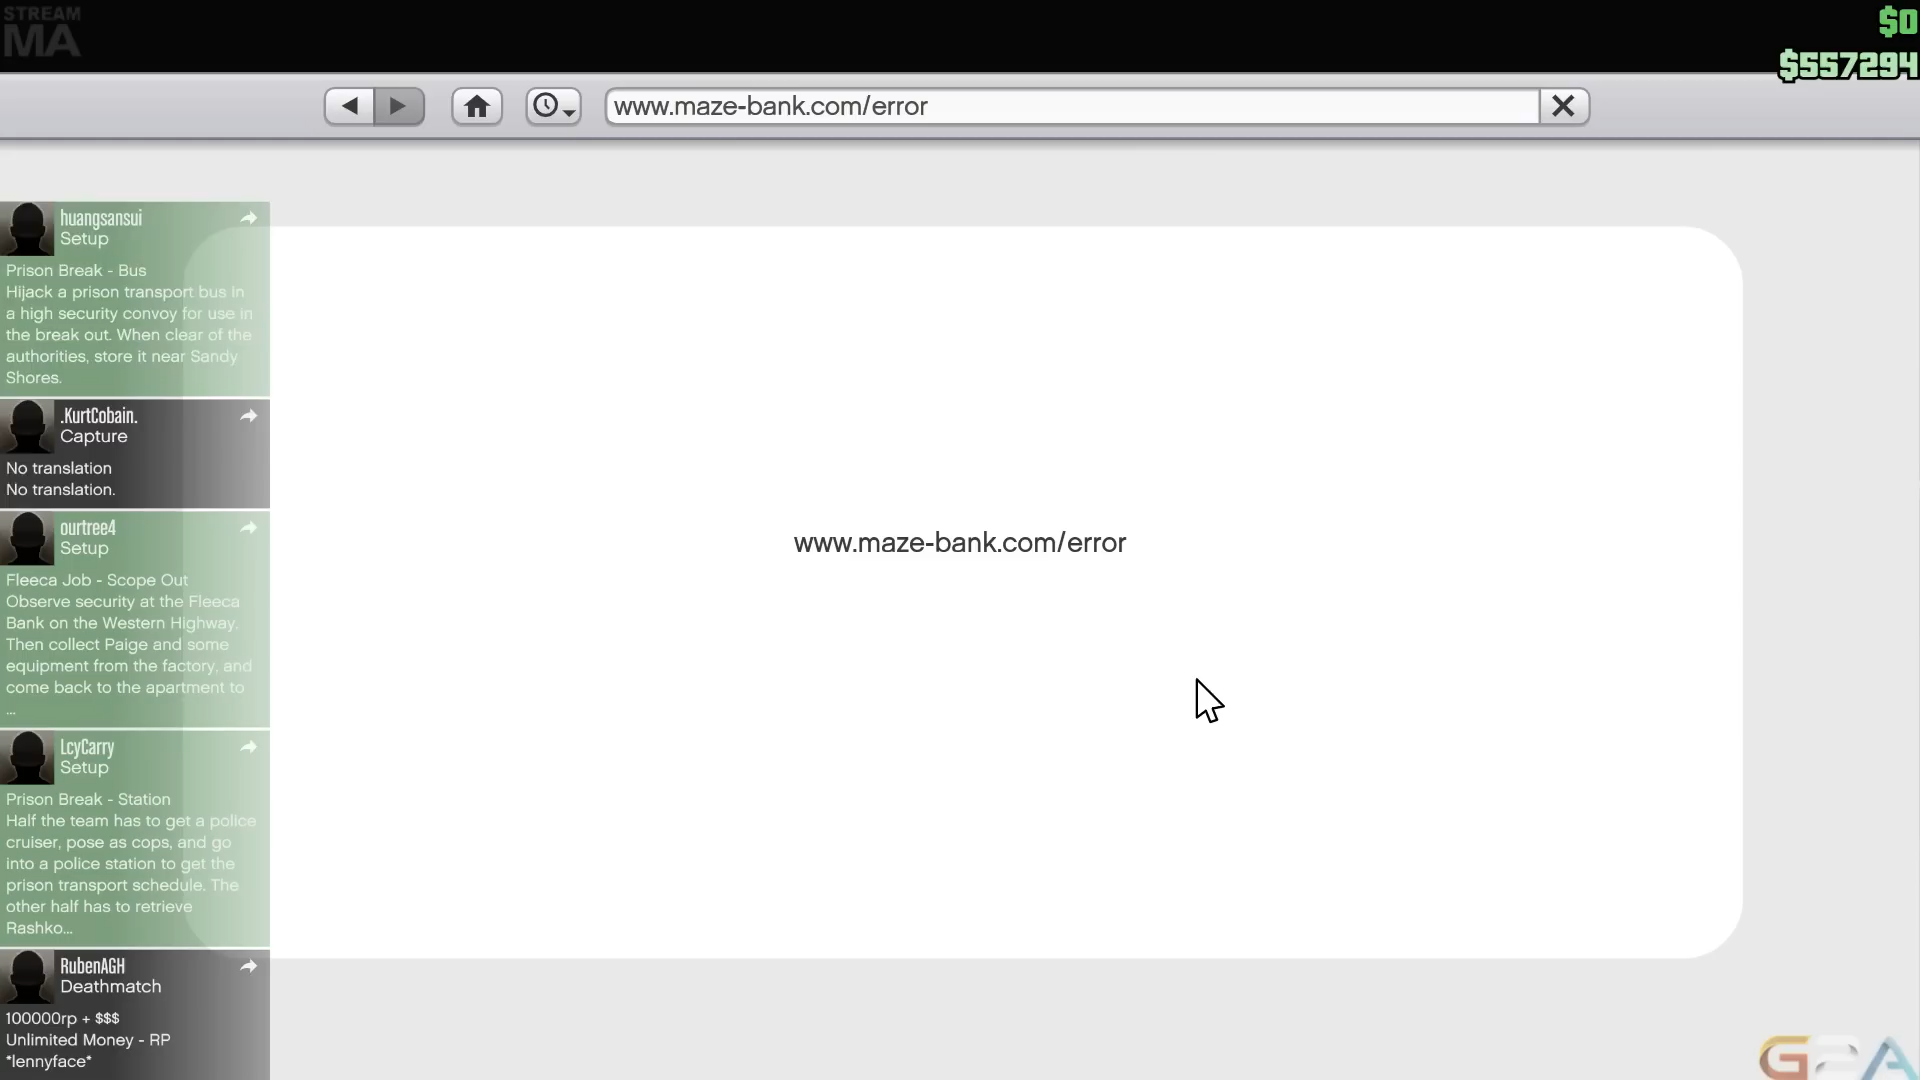 STREAM
MA
$0
$557294
www.maze-bank.com/error
huangsansui
Setup
Prison Break - Bus
Hijack a prison transport bus in
a high security convoy for use in
the break out. When clear of the
authorities, store it near Sandy
Shores.
.KurtCobain.
Capture
No translation
No translation.
ourtree4
Setup
Fleeca Job - Scope Out
Observe security at the Fleeca
Bank on the Western Highway.
Then collect Paige and some
equipment from the factory, and
come back to the apartment to
...
LcyCarry
Setup
Prison Break - Station
Half the team has to get a police
cruiser, pose as cops, and go
into a police station to get the
prison transport schedule. The
other half has to retrieve
Rashko...
RubenAGH
Deathmatch
100000rp + $$$
Unlimited Money - RP
*lennyface*
www.maze-bank.com/error
G2A